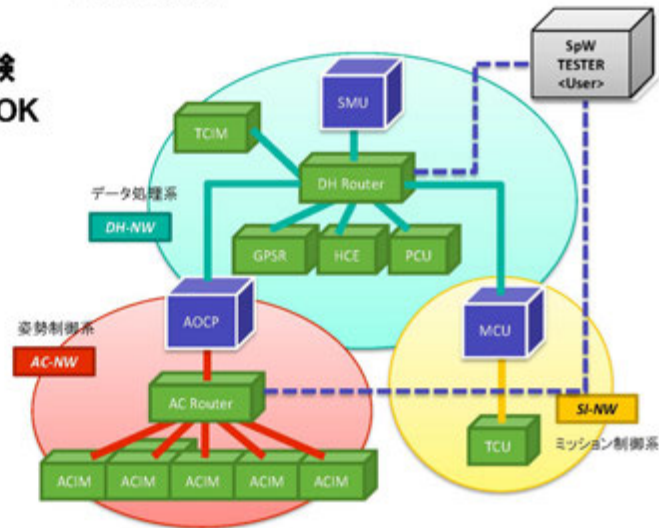 験
OK
SpW
TESTER
<User>
SMU
TCIM
DH Router
データ処理系
DH-NW
GPSR
HCE
PCU
AOCP
MCU
姿勢制御系
AC-NW
AC Router
SI-NW
TCU
ミッション制御系
ACIM
ACIM
ACIM
ACIM
ACIM